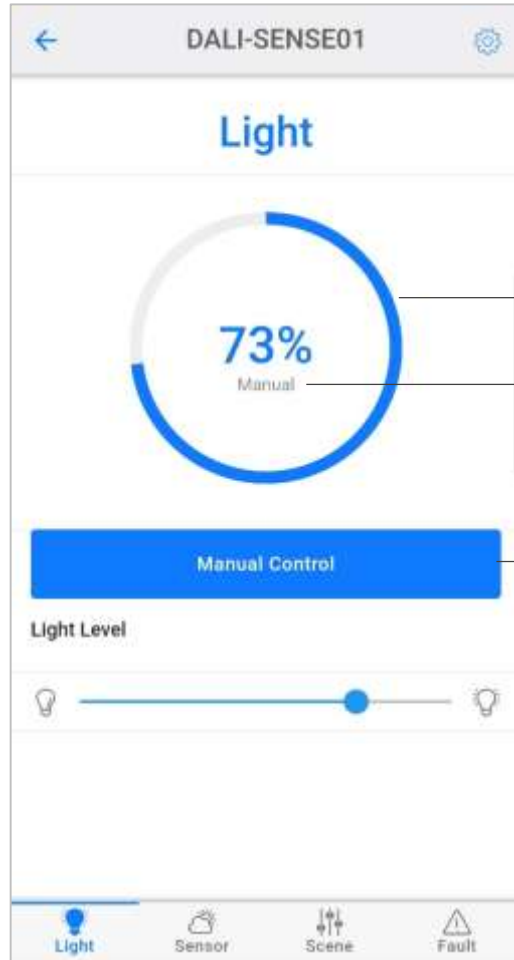 DALI-SENSE01
Light
73%
Manual
Manual Control
Light Level
Light Sensor Scene Fault